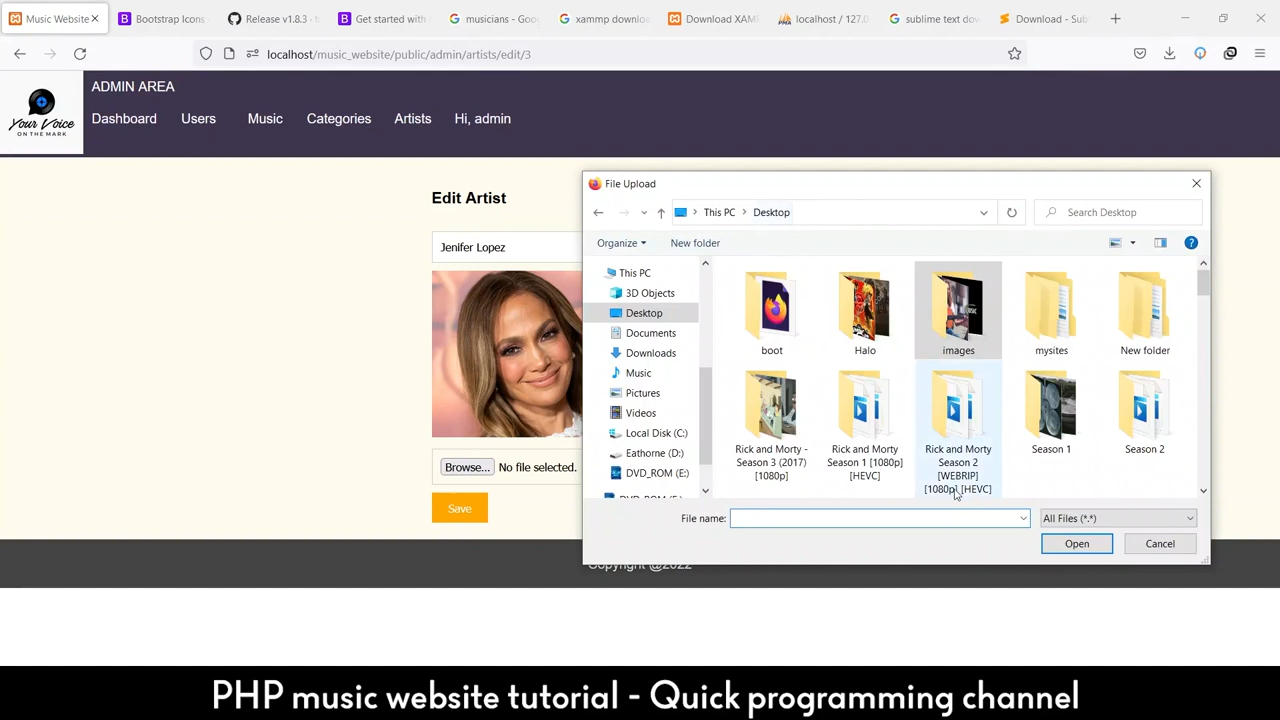 Music Website
Bootstrap Icons
Release v1.8.3 -
Get started with
musicians - Goo
xammp downlo
Download XAM
localhost / 127.0
sublime text dow
Download - Sub
localhost/music_website/public/admin/artists/edit/3
Your Voice
ON THE MARK
ADMIN AREA
Dashboard Users Music Categories Artists Hi, admin
Edit Artist
Jenifer Lopez
Browse... No file selected.
Save
Copyright @2022
File Upload
This PC > Desktop
Search Desktop
Organize New folder
This PC
3D Objects
Desktop
Documents
Downloads
Music
Pictures
Videos
Local Disk (C:)
Eathorne (D:)
DVD_ROM (E:)
DVD_ROM (E:)
boot
Halo
images
mysites
New folder
Rick and Morty -
Season 3 (2017)
[1080p]
Rick and Morty
Season 1 [1080p]
[HEVC]
Rick and Morty
Season 2
[WEBRIP]
[1080p] [HEVC]
Season 1
Season 2
File name:
All Files (*.*)
Open Cancel
PHP music website tutorial - Quick programming channel